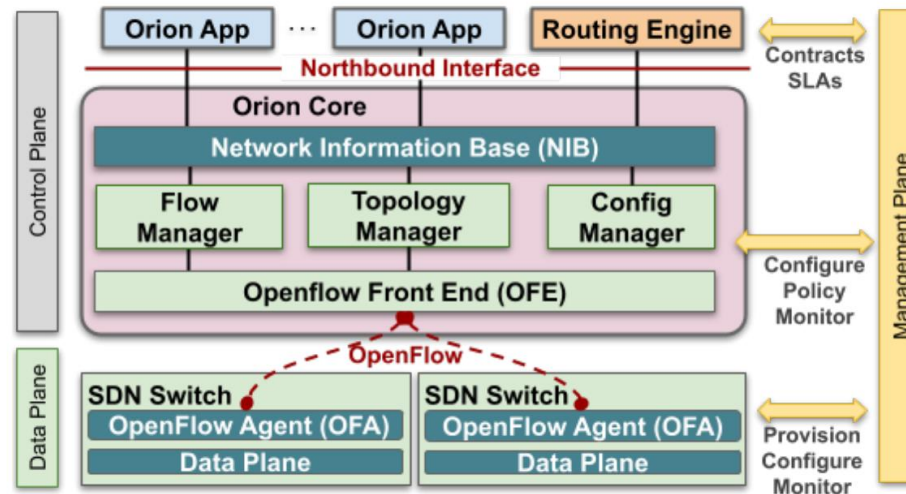 Orion App
...
Orion App
Routing Engine
Northbound Interface
Contracts
SLAs
Control Plane
Orion Core
Network Information Base (NIB)
Flow
Manager
Topology
Manager
Config
Manager
Configure
Policy
Monitor
Management Plane
Openflow Front End (OFE)
OpenFlow
Data Plane
SDN Switch
OpenFlow Agent (OFA)
Data Plane
SDN Switch
OpenFlow Agent (OFA)
Data Plane
Provision
Configure
Monitor